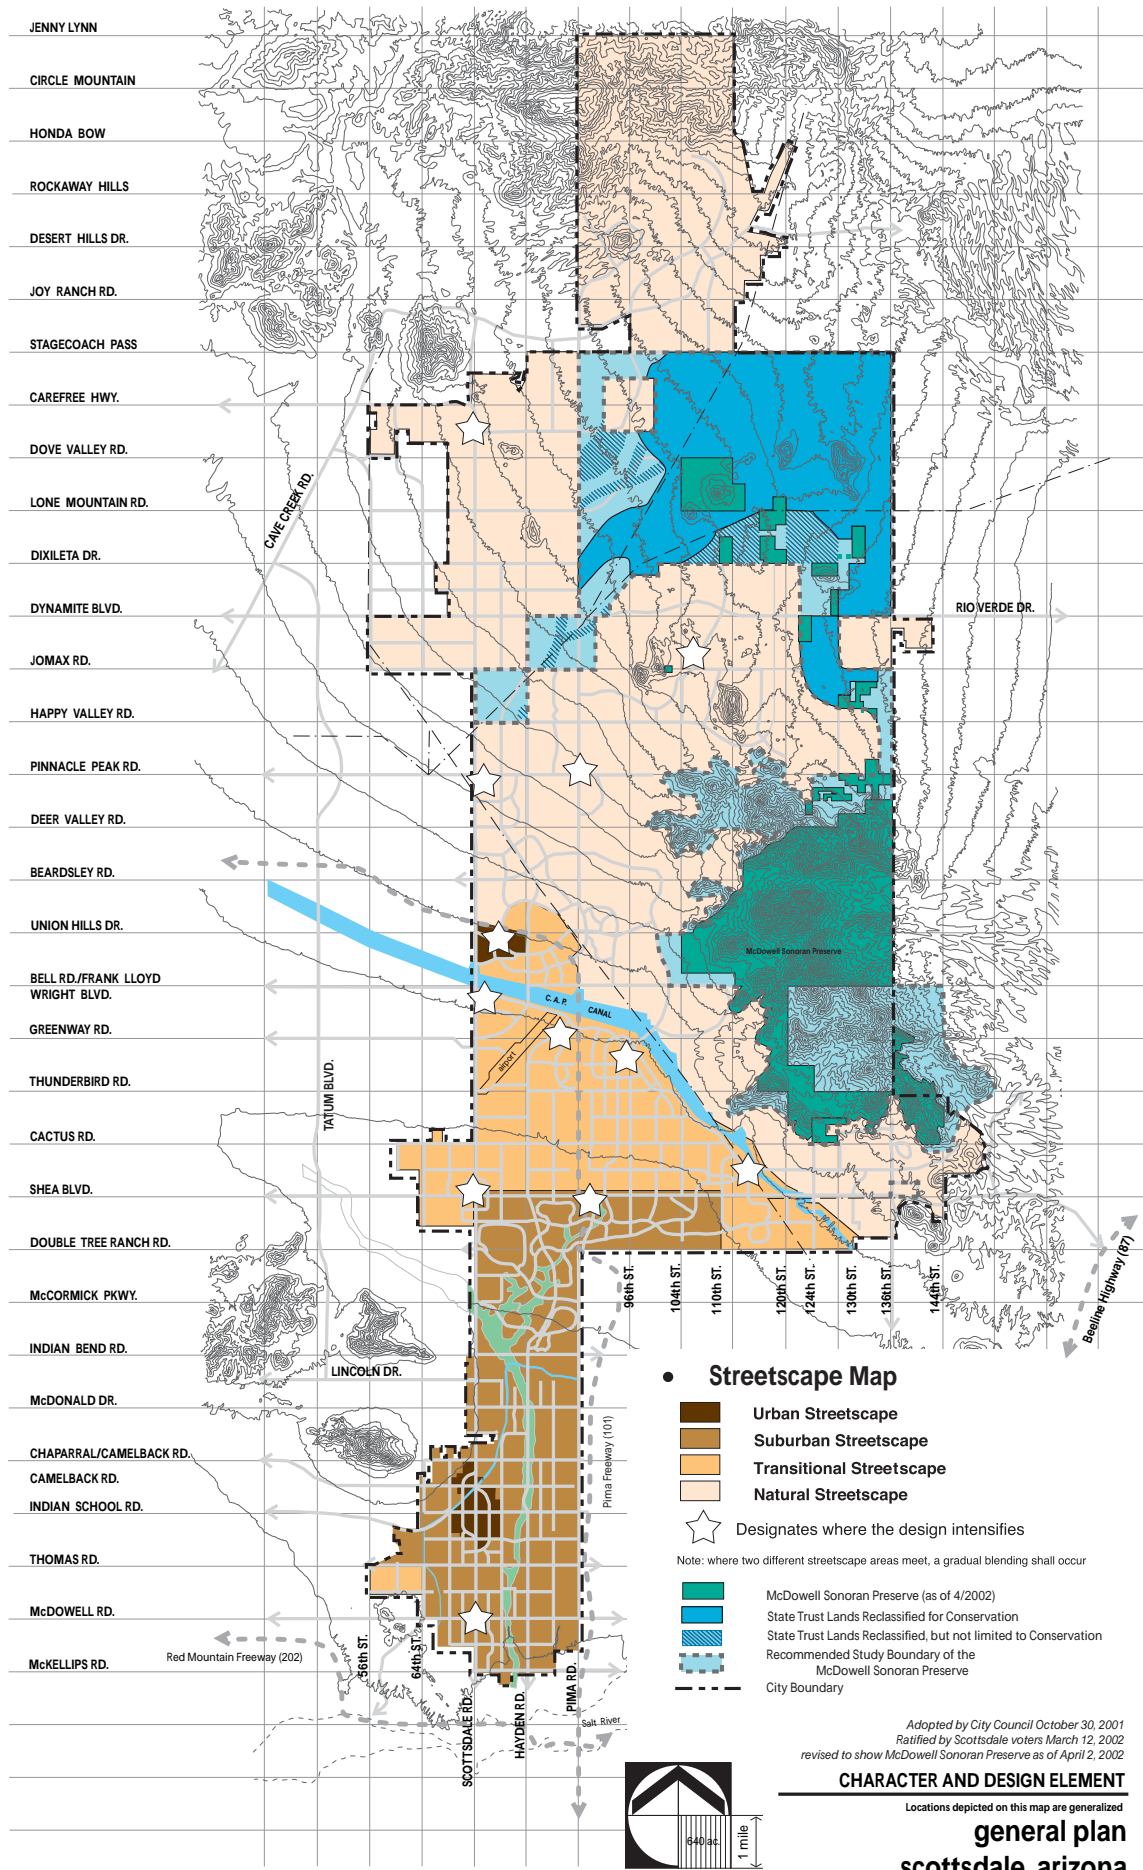 JENNY LYNN
CIRCLE MOUNTAIN
HONDA BOW
ROCKAWAY HILLS
DESERT HILLS DR.
JOY RANCH RD.
STAGECOACH PASS
CAREFREE HWY.
DOVE VALLEY RD.
LONE MOUNTAIN RD.
CAVE CREEK RD.
DIXILETA DR.
DYNAMITE BLVD.
RIO VERDE DR.
JOMAX RD.
HAPPY VALLEY RD.
PINNACLE PEAK RD.
DEER VALLEY RD.
BEARDSLEY RD.
UNION HILLS DR.
McDowell Sonoran Preserve
BELL RD./FRANK LLOYD
WRIGHT BLVD.
C. A. P. CANAL
GREENWAY RD.
airport
THUNDERBIRD RD.
TATUM BLVD.
CACTUS RD.
SHEA BLVD.
DOUBLE TREE RANCH RD.
96th ST.
104th ST.
110th ST.
120th ST.
124th ST.
130th ST.
136th ST.
144th ST.
Beeline Highway (87)
McCORMICK PKWY.
INDIAN BEND RD.
LINCOLN DR.
McDONALD DR.
CHAPARRAL/CAMELBACK RD.
CAMELBACK RD.
INDIAN SCHOOL RD.
Pima Freeway (101)
THOMAS RD.
McDOWELL RD.
56th ST.
64th ST.
Red Mountain Freeway (202)
McKELLIPS RD.
SCOTTSDALE RD.
HAYDEN RD.
PIMA RD.
Salt River
• Streetscape Map
Urban Streetscape
Suburban Streetscape
Transitional Streetscape
Natural Streetscape
Designates where the design intensifies
Note: where two different streetscape areas meet, a gradual blending shall occur
McDowell Sonoran Preserve (as of 4/2002)
State Trust Lands Reclassified for Conservation
State Trust Lands Reclassified, but not limited to Conservation
Recommended Study Boundary of the
McDowell Sonoran Preserve
City Boundary
Adopted by City Council October 30, 2001
Ratified by Scottsdale voters March 12, 2002
revised to show McDowell Sonoran Preserve as of April 2, 2002
CHARACTER AND DESIGN ELEMENT
Locations depicted on this map are generalized
640 ac.
1 mile
general plan
scottsdale, arizona